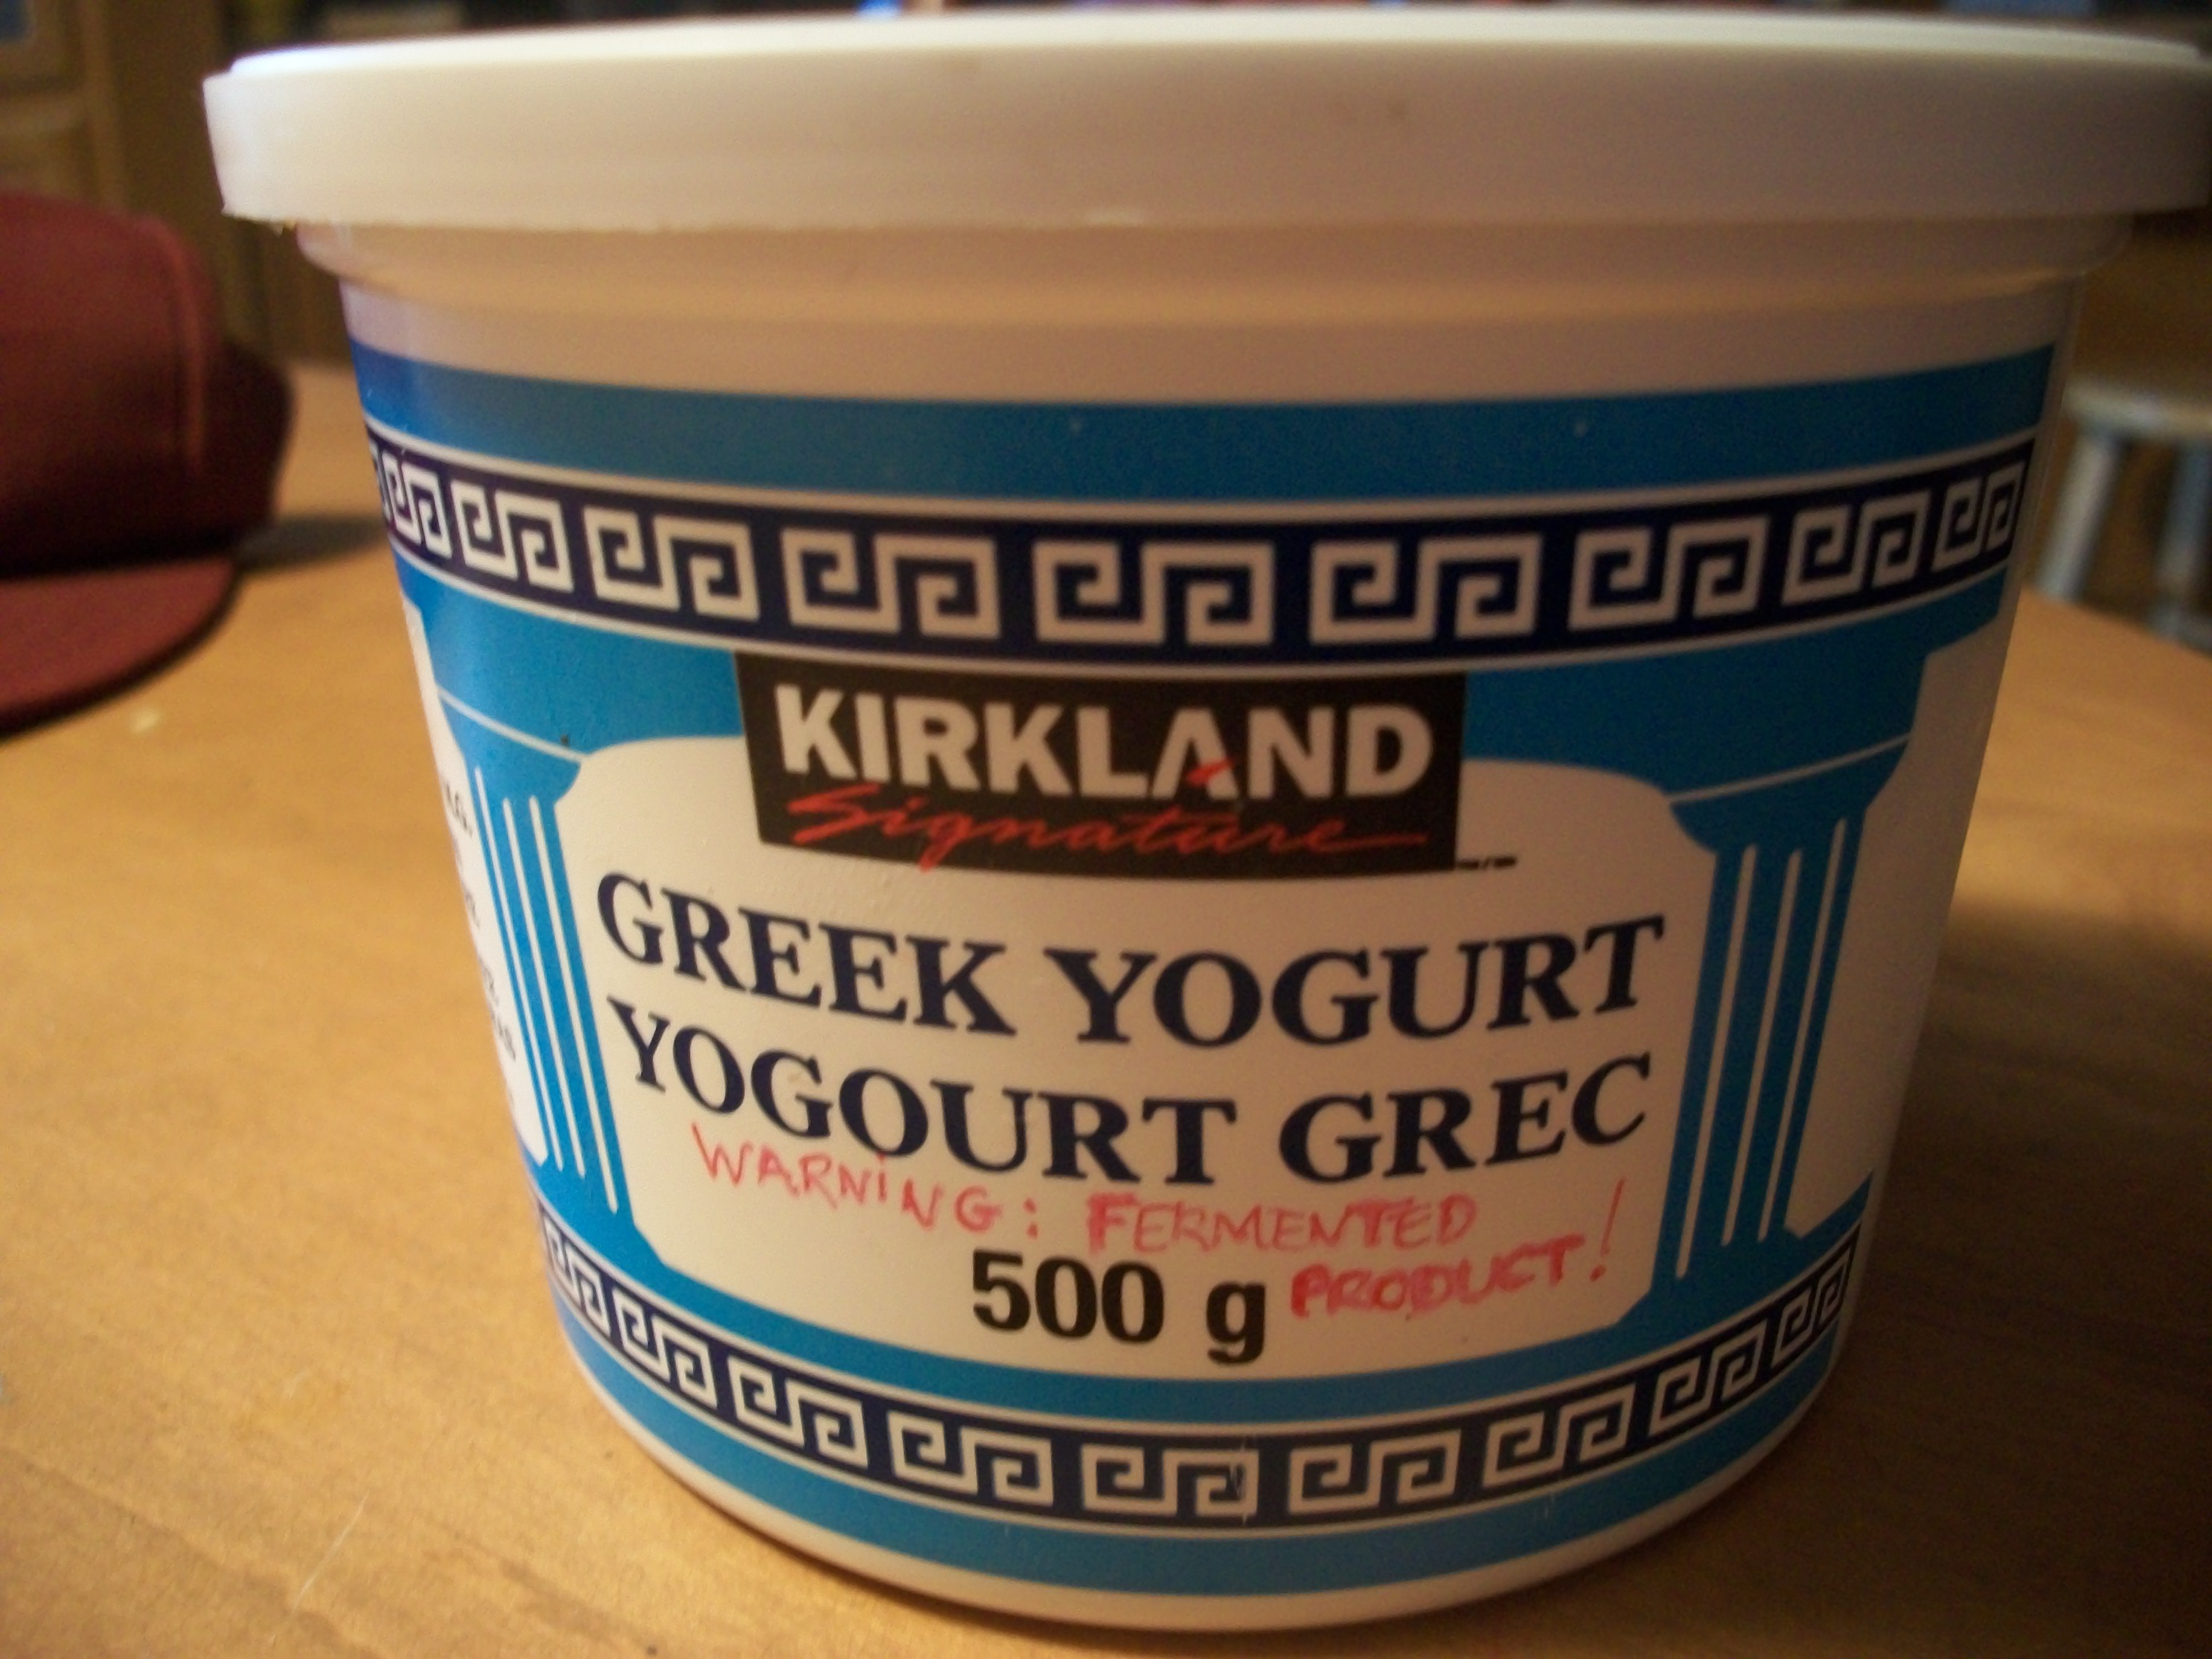 KIRKLAND
Signature
GREEK YOGURT
YOGOURT GREC
WARNING: FERMENTED
500 g PRODUCT!